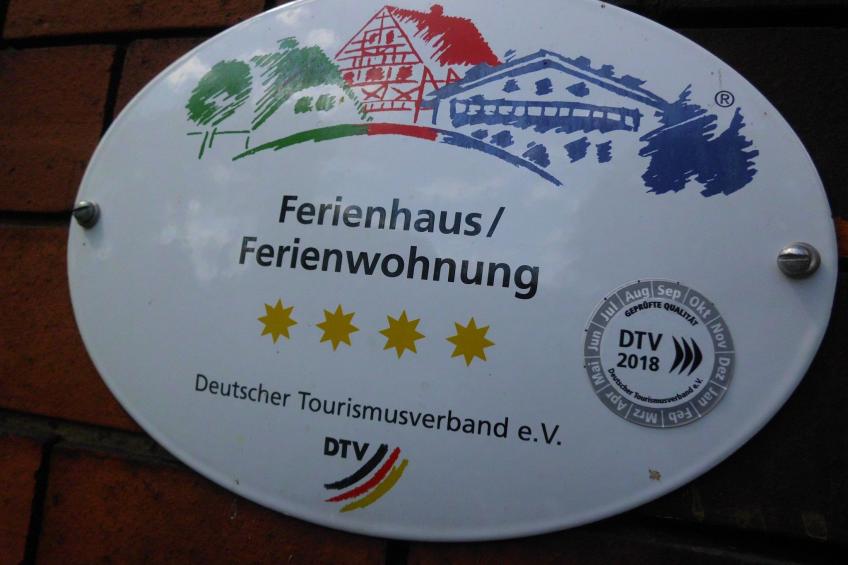 ®
Ferienhaus/
Ferienwohnung
Deutscher Tourismusverband e.V.
DTV
Jan Feb Mrz Apr Mai Jun Jul Aug Sep Okt Nov Dez
GEPRÜFTE QUALITÄT
DTV
2018
Deutscher Tourismusverband e.V.